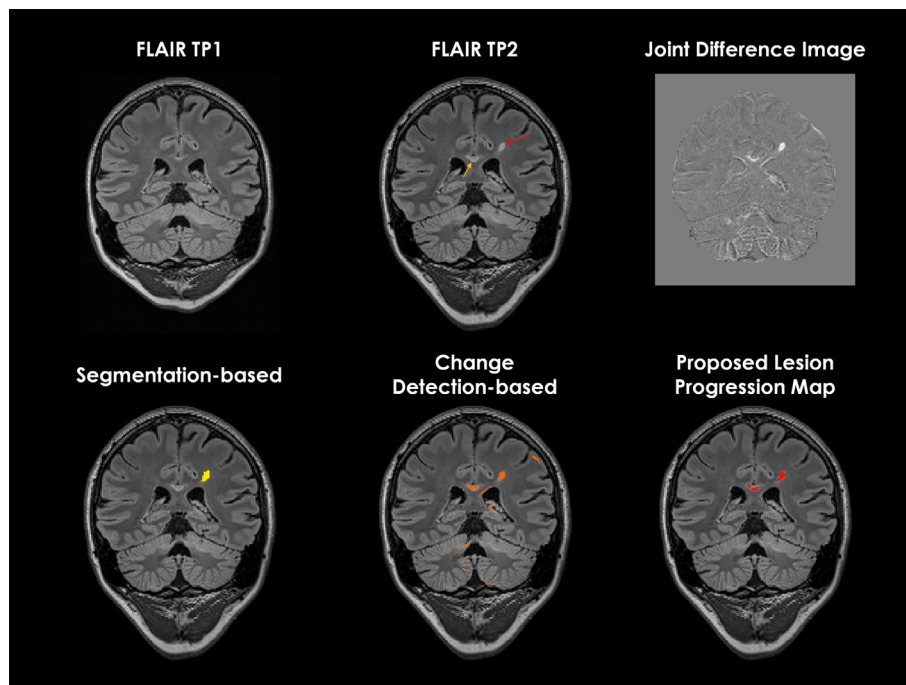 FLAIR TP1
FLAIR TP2
Joint Difference Image
Segmentation-based
Change
Detection-based
Proposed Lesion
Progression Map